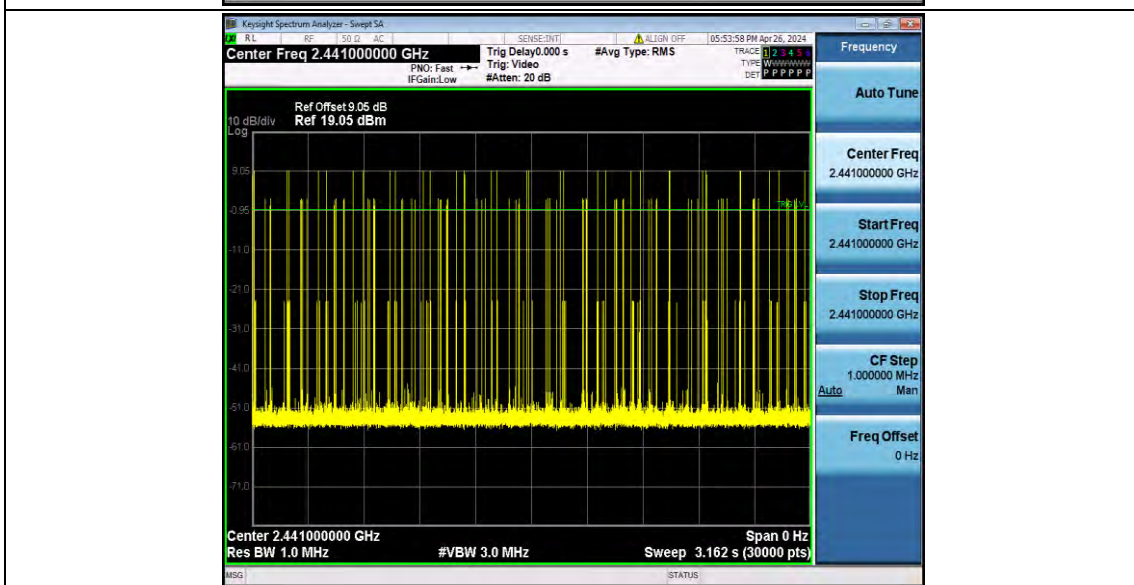 Keysight Spectrum Analyzer - Swept SA
RL RF 50 Ω AC SENSE:INT ALIGN OFF 05:53:58 PM Apr 26, 2024
Center Freq 2.441000000 GHz
PNO: Fast
IFGain:Low
Trig Delay0.000 s
Trig: Video
#Atten: 20 dB
#Avg Type: RMS
TRACE 1 2 3 4 5 6
TYPE WWWWWW
DET P P P P P P
Ref Offset 9.05 dB
10 dB/div Ref 19.05 dBm
Log
9.05
-0.95
-11.0
-21.0
-31.0
-41.0
-51.0
-61.0
-71.0
Center 2.441000000 GHz
Span 0 Hz
Res BW 1.0 MHz
#VBW 3.0 MHz
Sweep 3.162 s (30000 pts)
MSG
STATUS
Frequency
Auto Tune
Center Freq
2.441000000 GHz
Start Freq
2.441000000 GHz
Stop Freq
2.441000000 GHz
CF Step
1.000000 MHz
Auto Man
Freq Offset
0 Hz